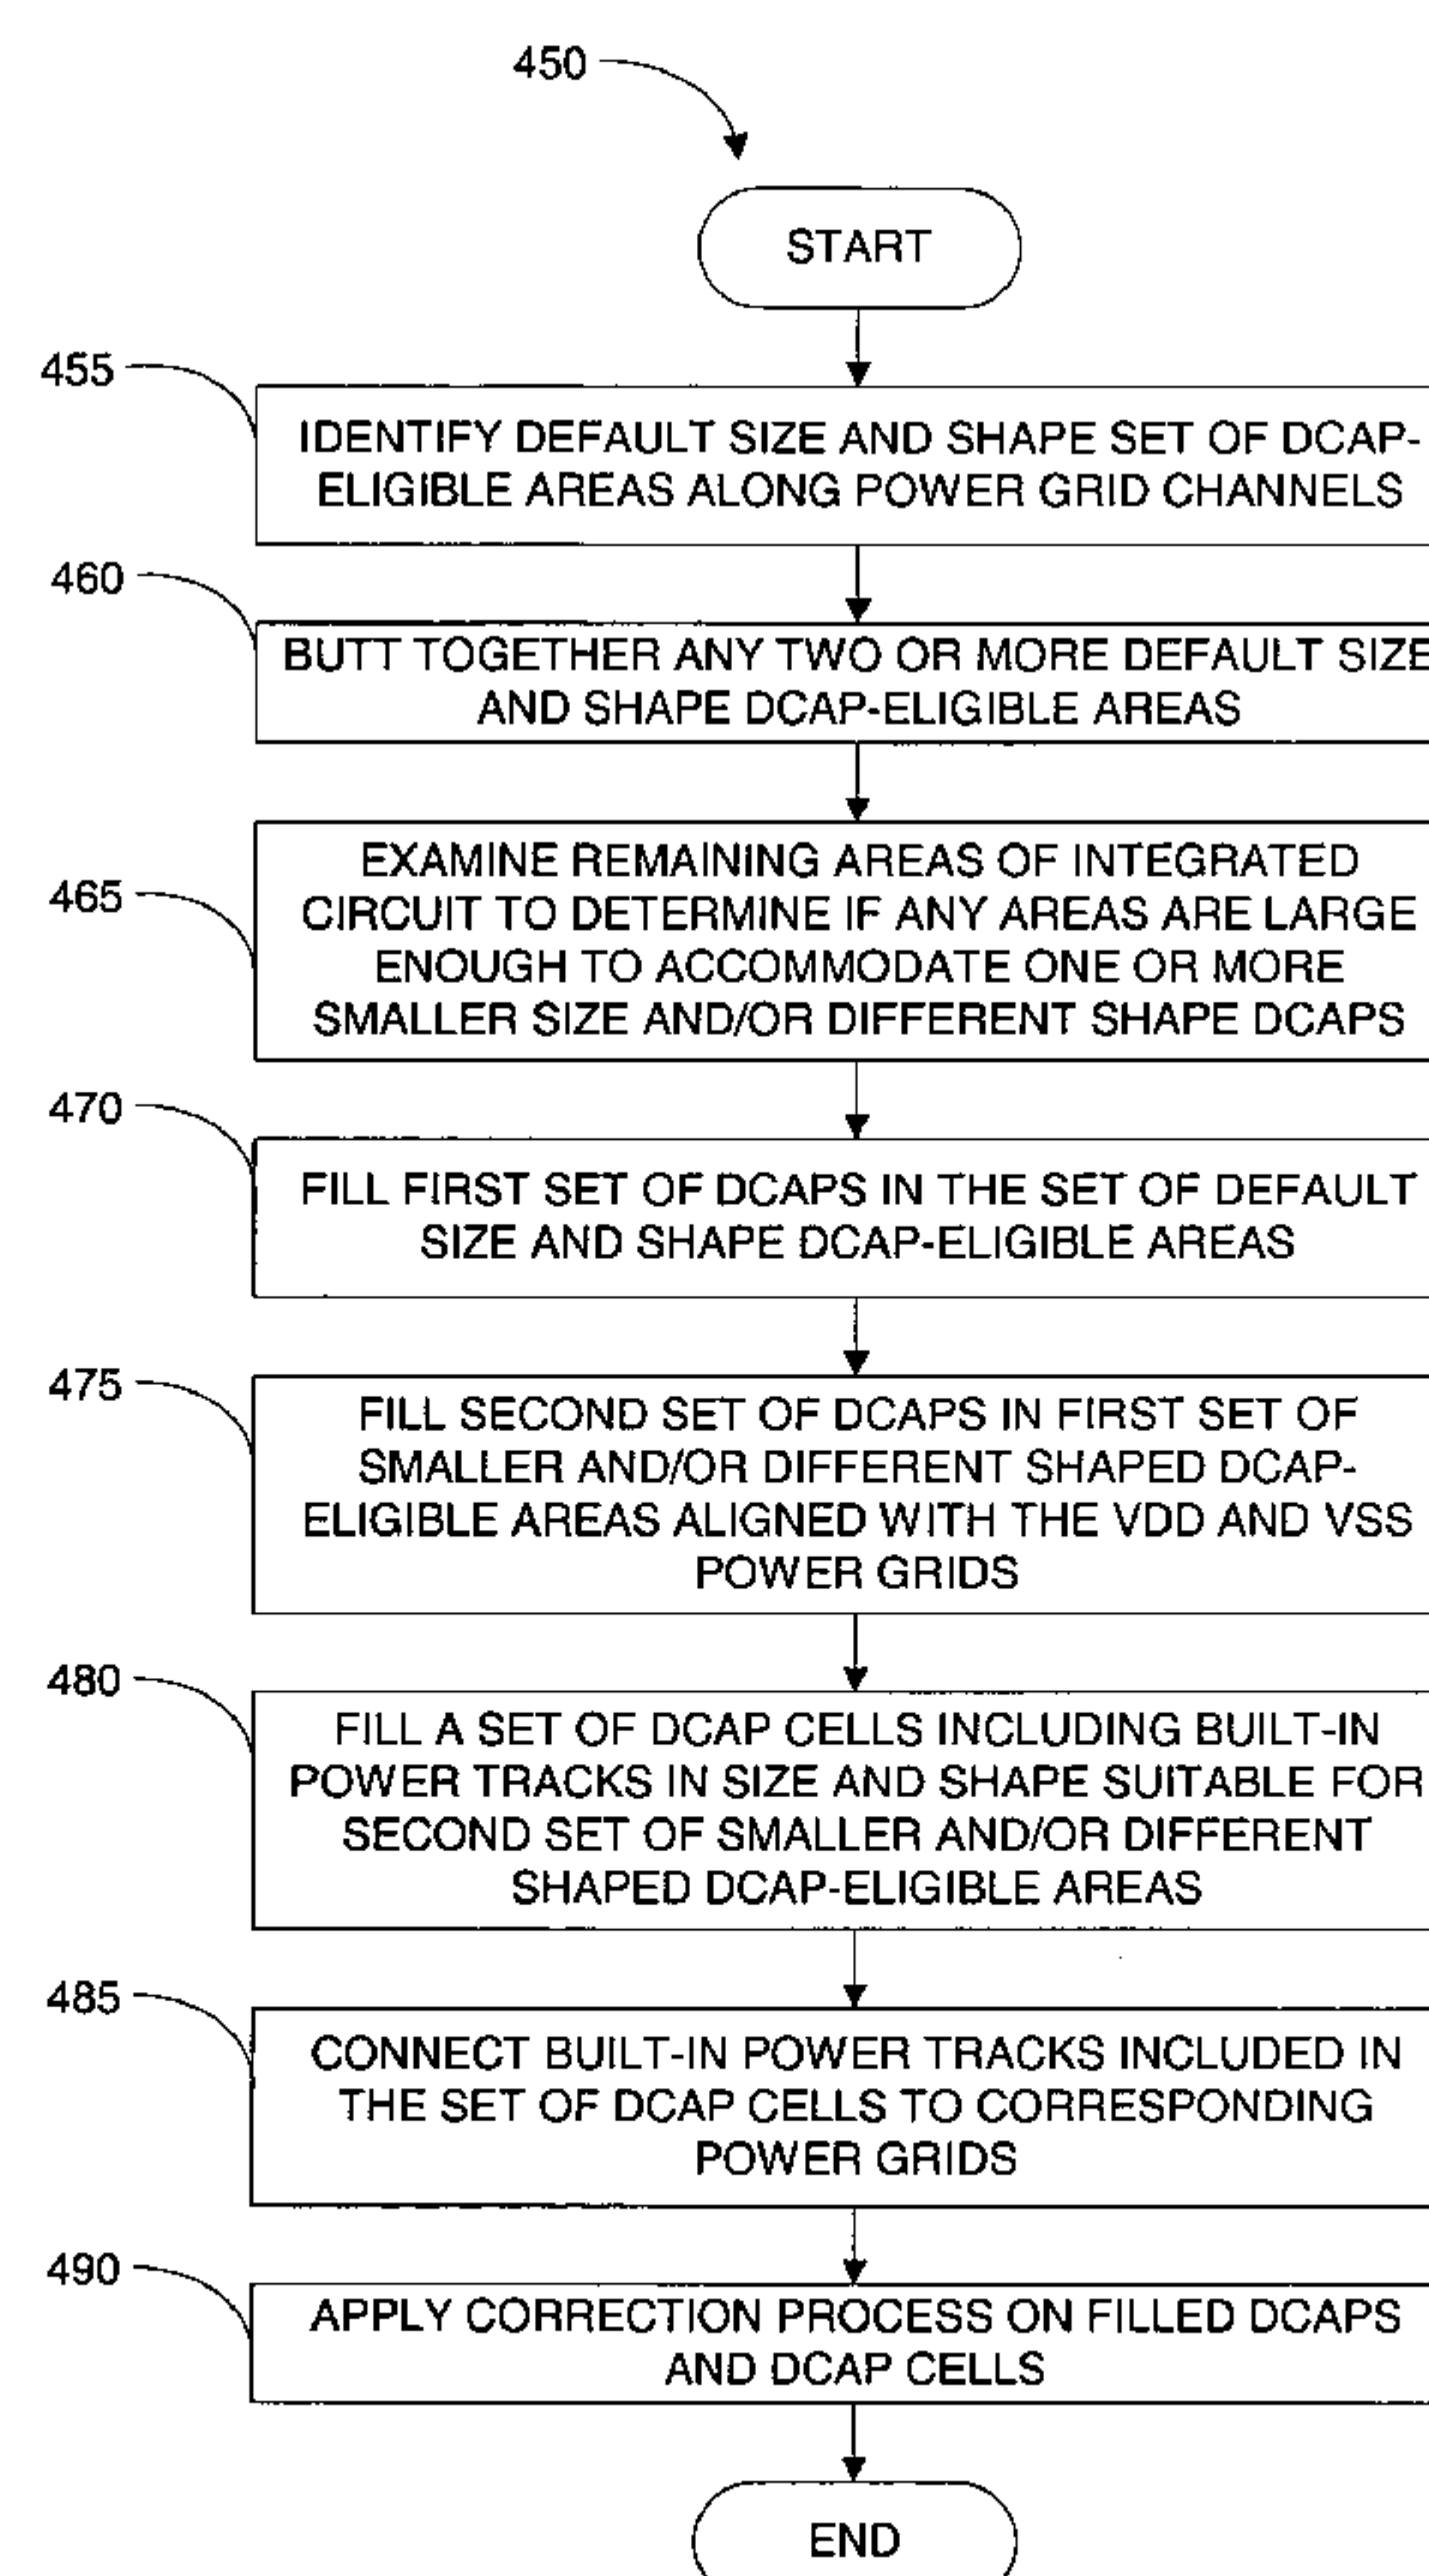 450
START
455
IDENTIFY DEFAULT SIZE AND SHAPE SET OF DCAP-
ELIGIBLE AREAS ALONG POWER GRID CHANNELS
460
BUTT TOGETHER ANY TWO OR MORE DEFAULT SIZE
AND SHAPE DCAP-ELIGIBLE AREAS
465
EXAMINE REMAINING AREAS OF INTEGRATED
CIRCUIT TO DETERMINE IF ANY AREAS ARE LARGE
ENOUGH TO ACCOMMODATE ONE OR MORE
SMALLER SIZE AND/OR DIFFERENT SHAPE DCAPS
470
FILL FIRST SET OF DCAPS IN THE SET OF DEFAULT
SIZE AND SHAPE DCAP-ELIGIBLE AREAS
475
FILL SECOND SET OF DCAPS IN FIRST SET OF
SMALLER AND/OR DIFFERENT SHAPED DCAP-
ELIGIBLE AREAS ALIGNED WITH THE VDD AND VSS
POWER GRIDS
480
FILL A SET OF DCAP CELLS INCLUDING BUILT-IN
POWER TRACKS IN SIZE AND SHAPE SUITABLE FOR
SECOND SET OF SMALLER AND/OR DIFFERENT
SHAPED DCAP-ELIGIBLE AREAS
485
CONNECT BUILT-IN POWER TRACKS INCLUDED IN
THE SET OF DCAP CELLS TO CORRESPONDING
POWER GRIDS
490
APPLY CORRECTION PROCESS ON FILLED DCAPS
AND DCAP CELLS
END